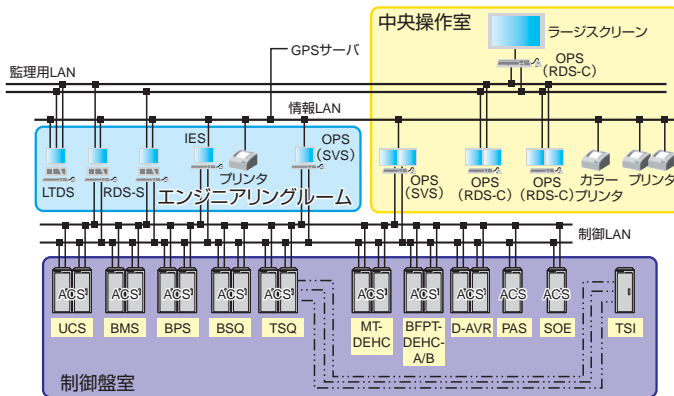 中央操作室
ラージスクリーン
GPSサーバ
OPS
(RDS-C)
監理用LAN
情報LAN
IES
OPS
(SVS)
LTDS
RDS-S
プリンタ
エンジニアリングルーム
OPS
(SVS)
OPS
(RDS-C)
OPS
(RDS-C)
カラー
プリンタ
プリンタ
制御LAN
ACS
ACS
ACS
ACS
ACS
ACS
ACS
ACS
ACS
ACS
UCS
BMS
BPS
BSQ
TSQ
MT-
DEHC
BFPT-
DEHC-
A/B
D-AVR
PAS
SOE
TSI
制御盤室